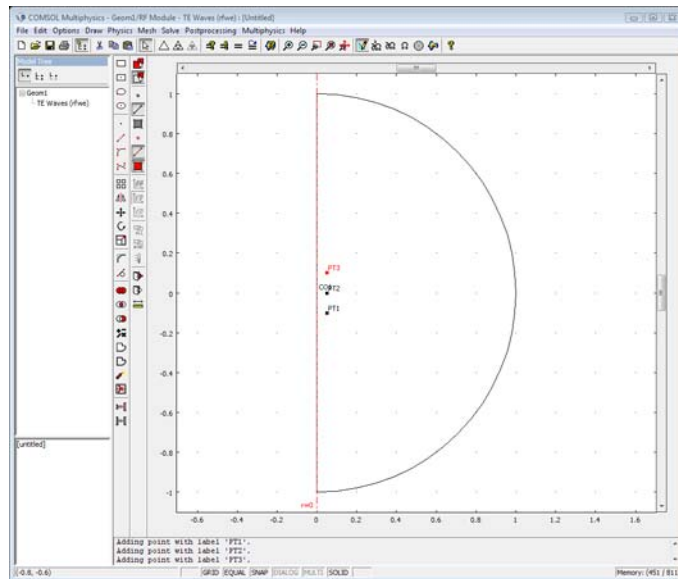 COMSOL Multiphysics - Geom1/RF Module - TE Waves (rfwe) : [Untitled]
File Edit Options Draw Physics Mesh Solve Postprocessing Multiphysics Help
Model Tree
Geom1
TE Waves (rfwe)
1
0.8
0.6
0.4
0.2
0
-0.2
-0.4
-0.6
-0.8
-1
PT3
PT2
PT1
r=0
-0.6 -0.4 -0.2 0 0.2 0.4 0.6 0.8 1 1.2 1.4 1.6
[untitled]
Adding point with label 'PT1'.
Adding point with label 'PT2'.
Adding point with label 'PT3'.
(-0.8, -0.6) GRID EQUAL SNAP DIALOG MULTI SOLID Memory: (451 / 811